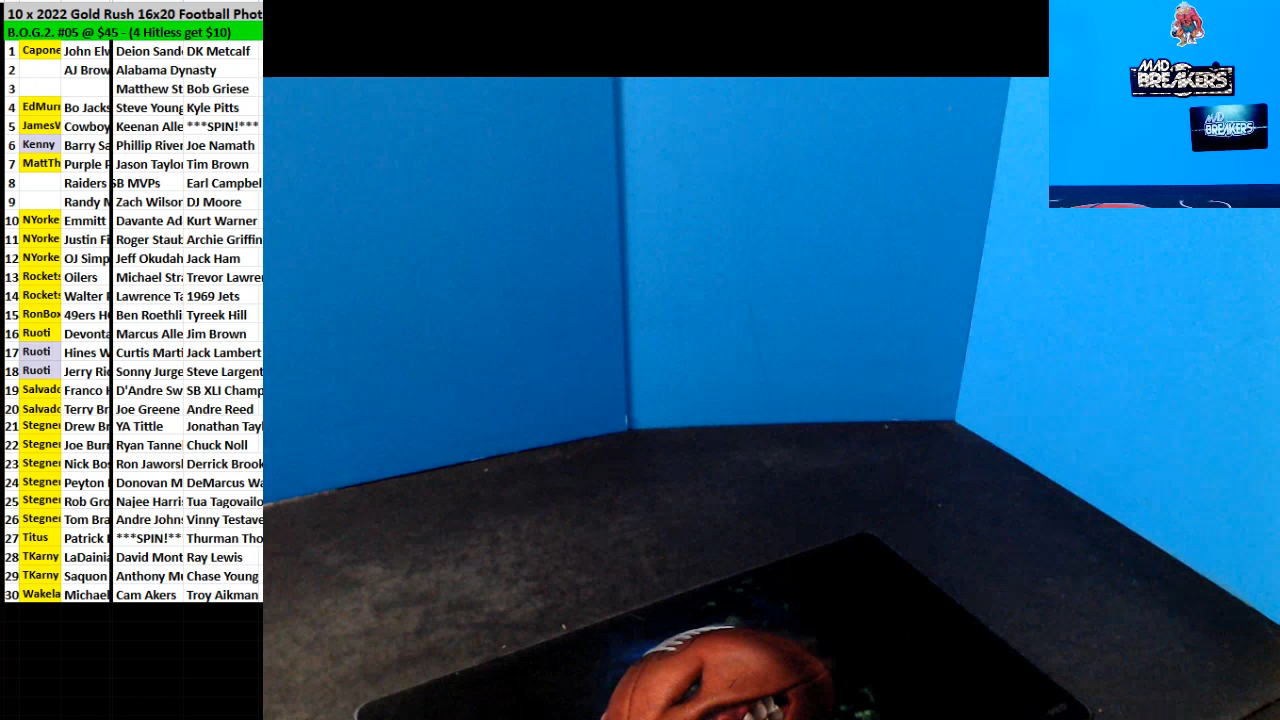 10 x 2022 Gold Rush 16x20 Football Phot
B.O.G.2. #05 @ $45 - (4 Hitless get $10)
1 Capone John Elw Deion Sande DK Metcalf
2 AJ Brow Alabama Dynasty
3 Matthew St Bob Griese
4 EdMurr Bo Jacks Steve Young Kyle Pitts
5 JamesW Cowboy Keenan Alle ***SPIN!***
6 Kenny Barry Sa Phillip River Joe Namath
7 MattTh Purple P Jason Taylor Tim Brown
8 Raiders SB MVPs Earl Campbel
9 Randy M Zach Wilson DJ Moore
10 NYorke Emmitt Davante Ad Kurt Warner
11 NYorke Justin Fi Roger Staub Archie Griffin
12 NYorke OJ Simp Jeff Okudah Jack Ham
13 Rockets Oilers Michael Stra Trevor Lawren
14 Rockets Walter P Lawrence Ta 1969 Jets
15 RonBox 49ers H Ben Roethli Tyreek Hill
16 Ruoti Devonta Marcus Alle Jim Brown
17 Ruoti Hines W Curtis Marti Jack Lambert
18 Ruoti Jerry Ric Sonny Jurge Steve Largent
19 Salvado Franco H D'Andre Sw SB XLI Champ
20 Salvado Terry Br Joe Greene Andre Reed
21 Stegner Drew Br YA Tittle Jonathan Tayl
22 Stegner Joe Burr Ryan Tanne Chuck Noll
23 Stegner Nick Bos Ron Jaworsl Derrick Brook
24 Stegner Peyton Donovan M DeMarcus Wa
25 Stegner Rob Gro Najee Harri Tua Tagovailo
26 Stegner Tom Bra Andre Johns Vinny Testave
27 Titus Patrick ***SPIN!** Thurman Tho
28 TKarny LaDainia David Mont Ray Lewis
29 TKarny Saquon Anthony Mu Chase Young
30 Wakela Michael Cam Akers Troy Aikman
MAD
BREAKERS
MAD
BREAKERS